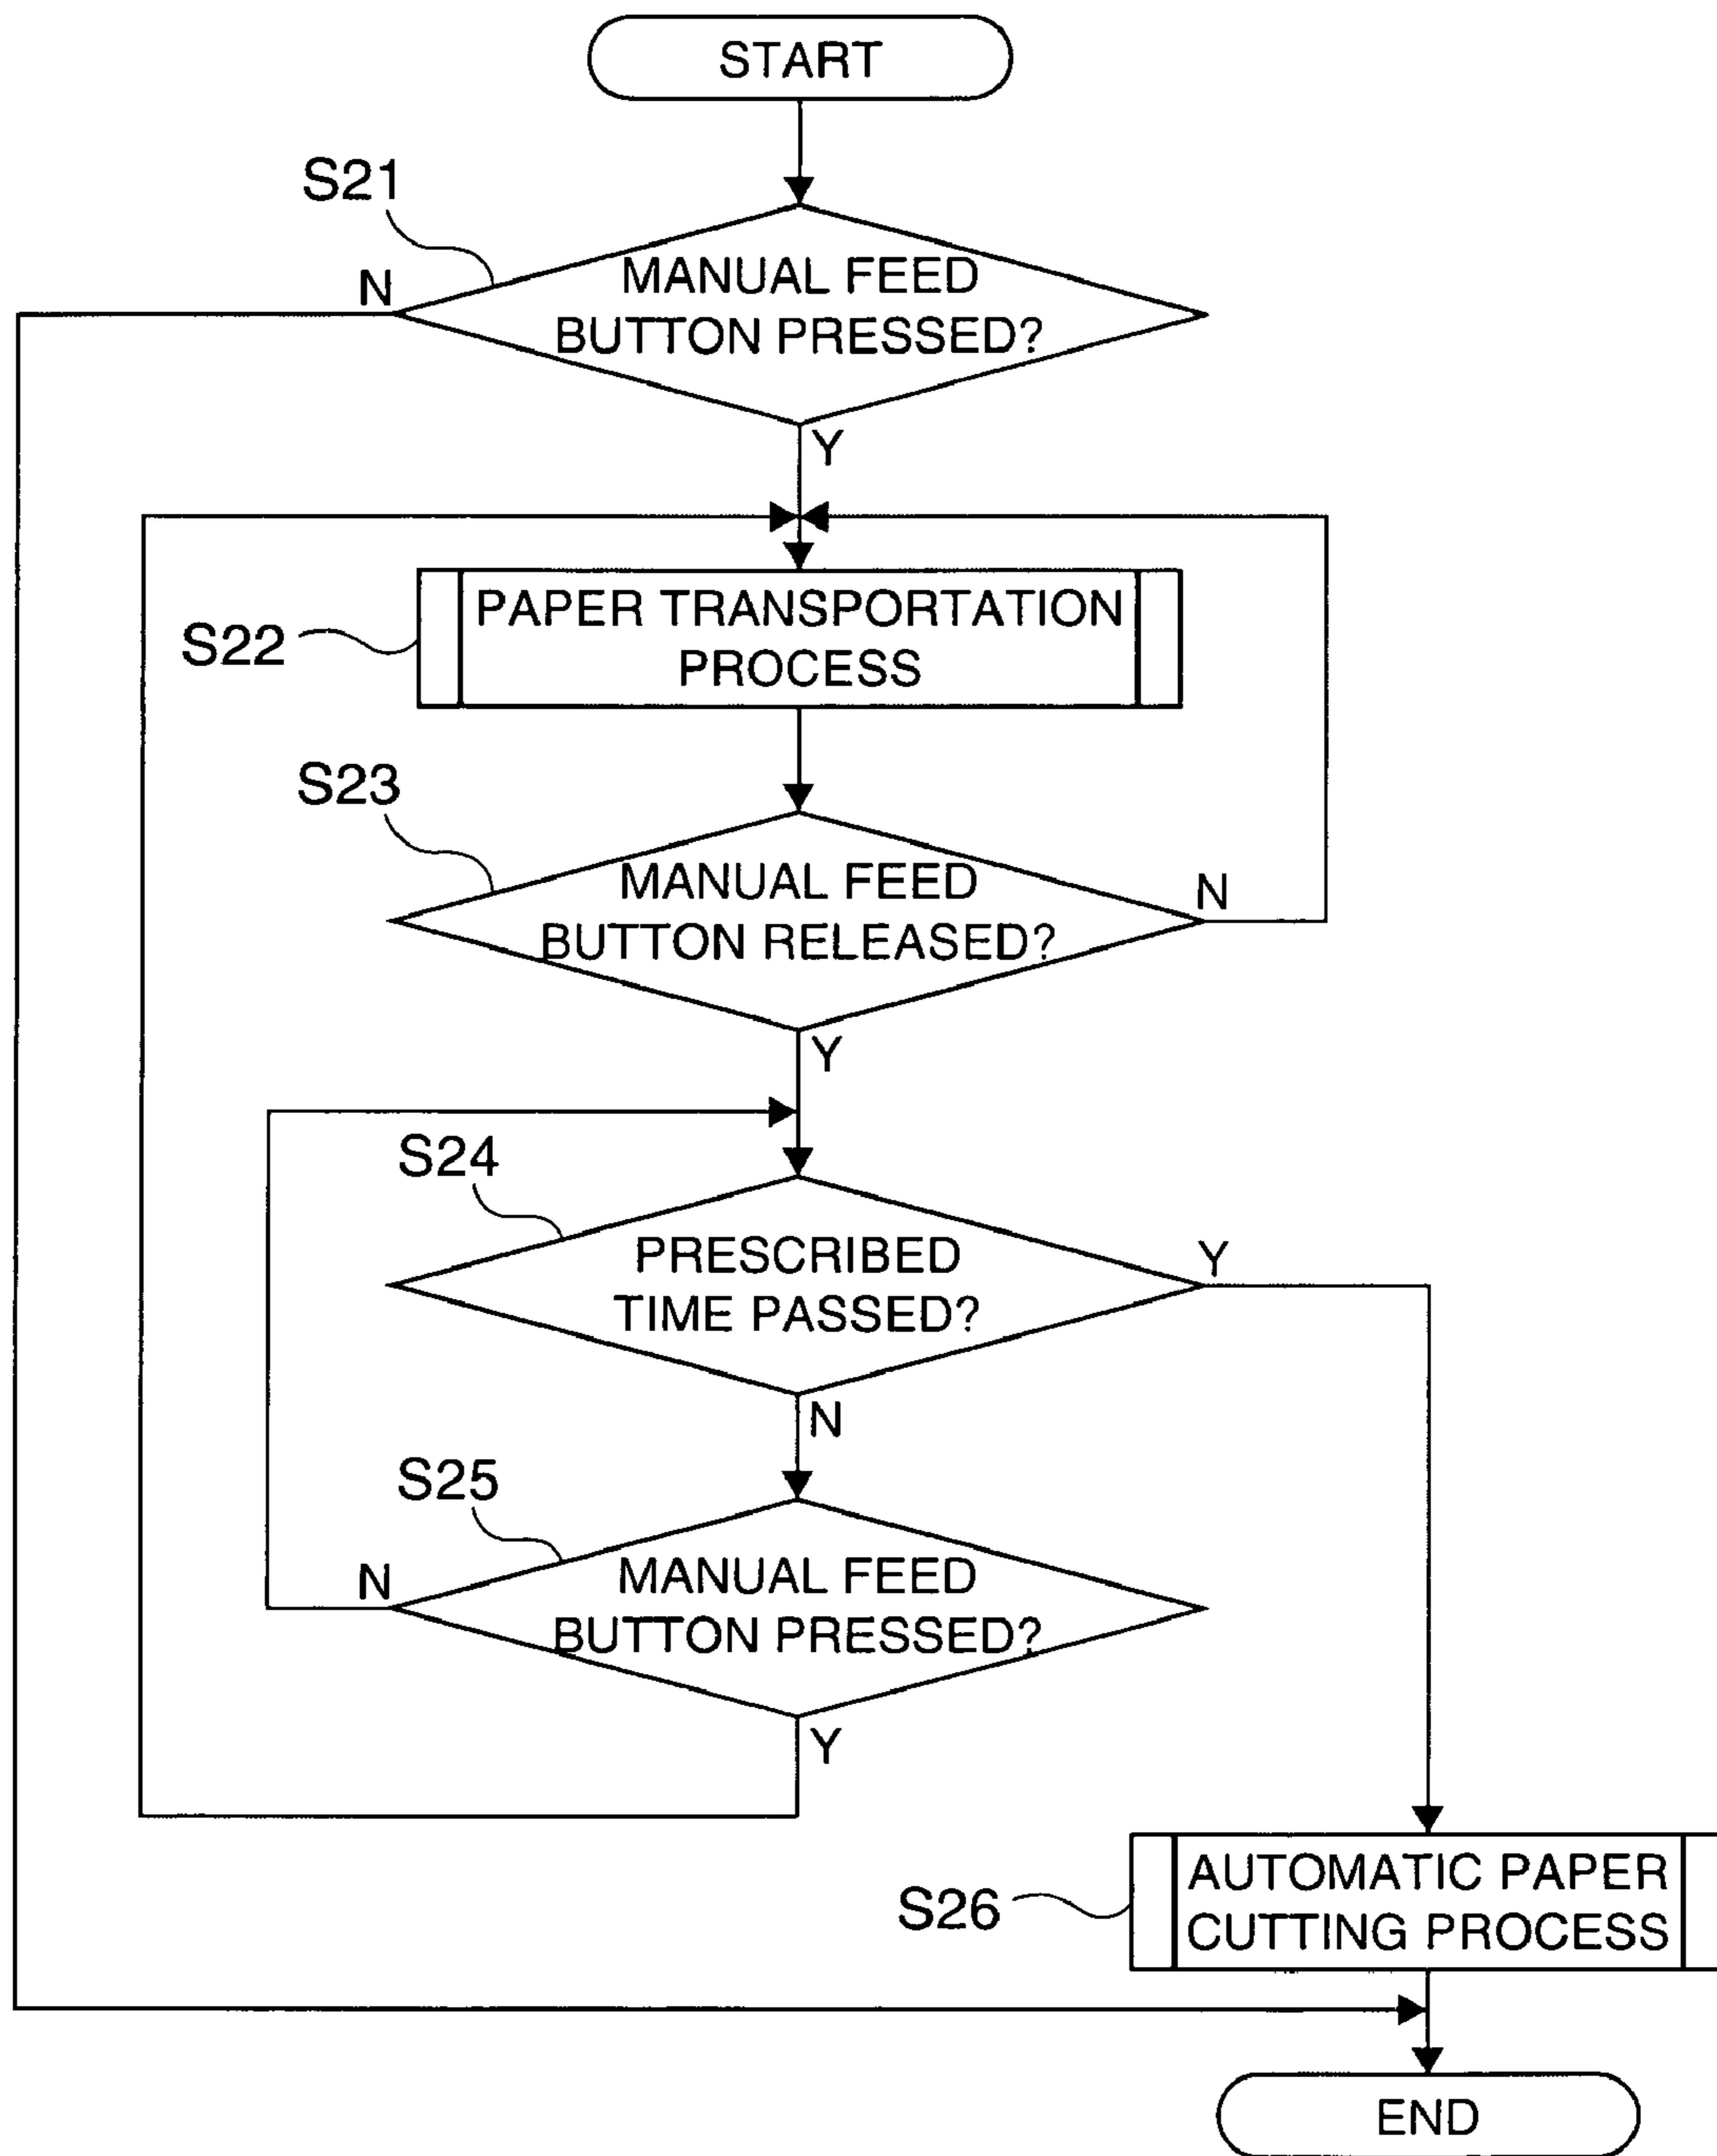 START
S21
N
MANUAL FEED
BUTTON PRESSED?
Y
PAPER TRANSPORTATION
PROCESS
S22
S23
MANUAL FEED
BUTTON RELEASED?
N
Y
S24
PRESCRIBED
TIME PASSED?
Y
N
S25
N
MANUAL FEED
BUTTON PRESSED?
Y
S26
AUTOMATIC PAPER
CUTTING PROCESS
END